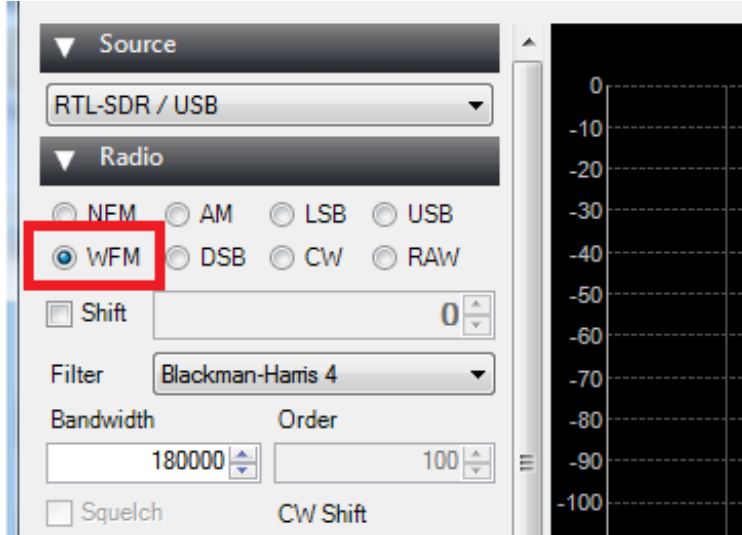 Source
RTL-SDR / USB
Radio
NFM AM LSB USB
WFM DSB CW RAW
Shift 0
Filter Blackman-Harris 4
Bandwidth Order
180000 100
Squelch CW Shift
0
-10
-20
-30
-40
-50
-60
-70
-80
-90
-100